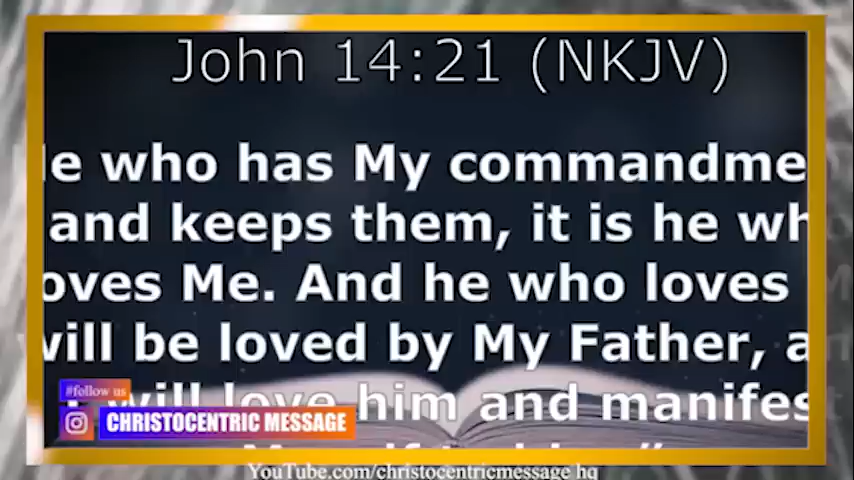 John 14:21 (NKJV)
e who has My commandme
and keeps them, it is he wh
oves Me. And he who loves
will be loved by My Father, a
will love him and manifes
#follow us
CHRISTOCENTRIC MESSAGE
YouTube.com/christocentricmessage hq